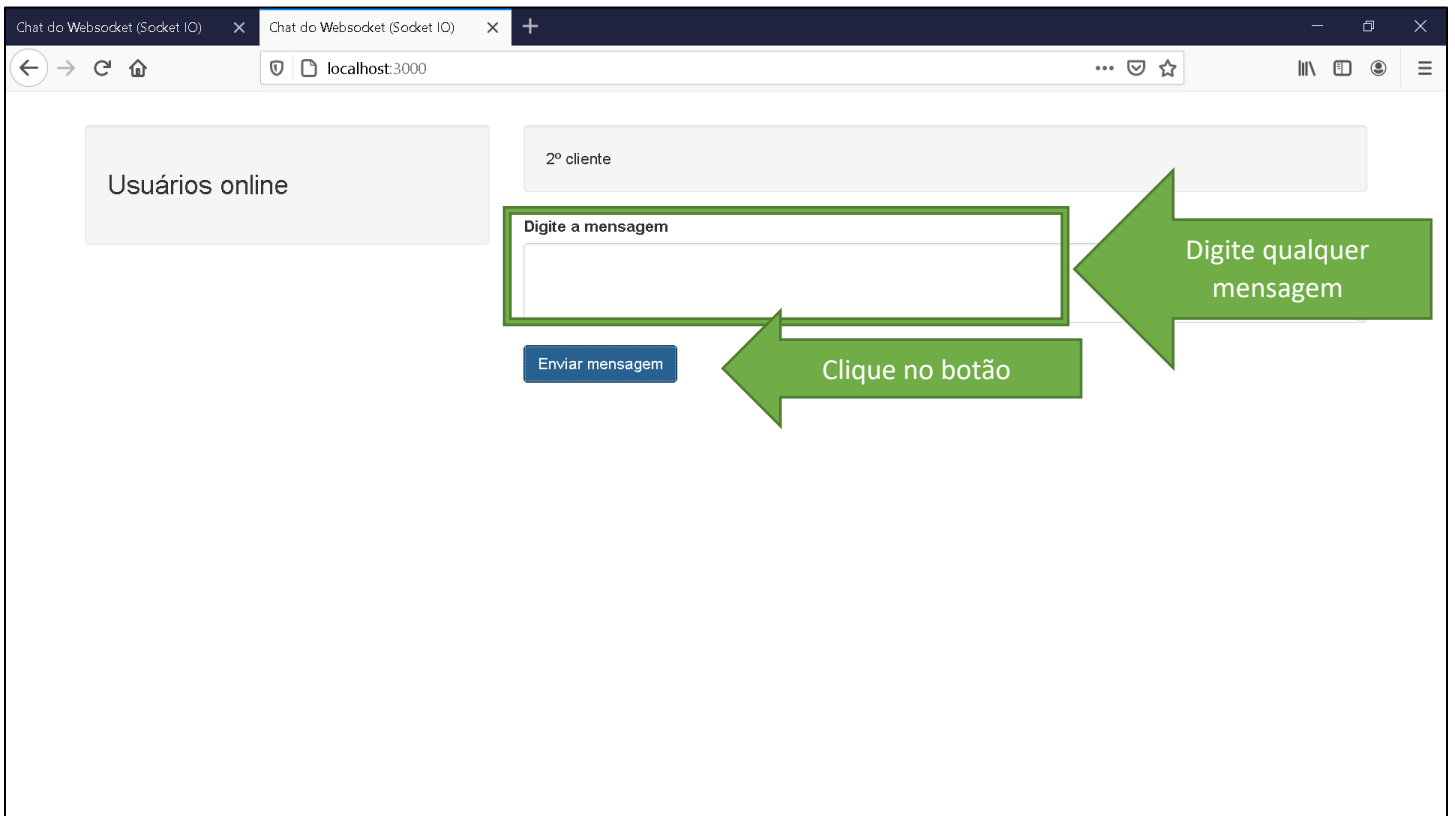 Chat do Websocket (Socket IO)
Chat do Websocket (Socket IO)
localhost:3000
Usuários online
2º cliente
Digite a mensagem
Digite qualquer
mensagem
Enviar mensagem
Clique no botão